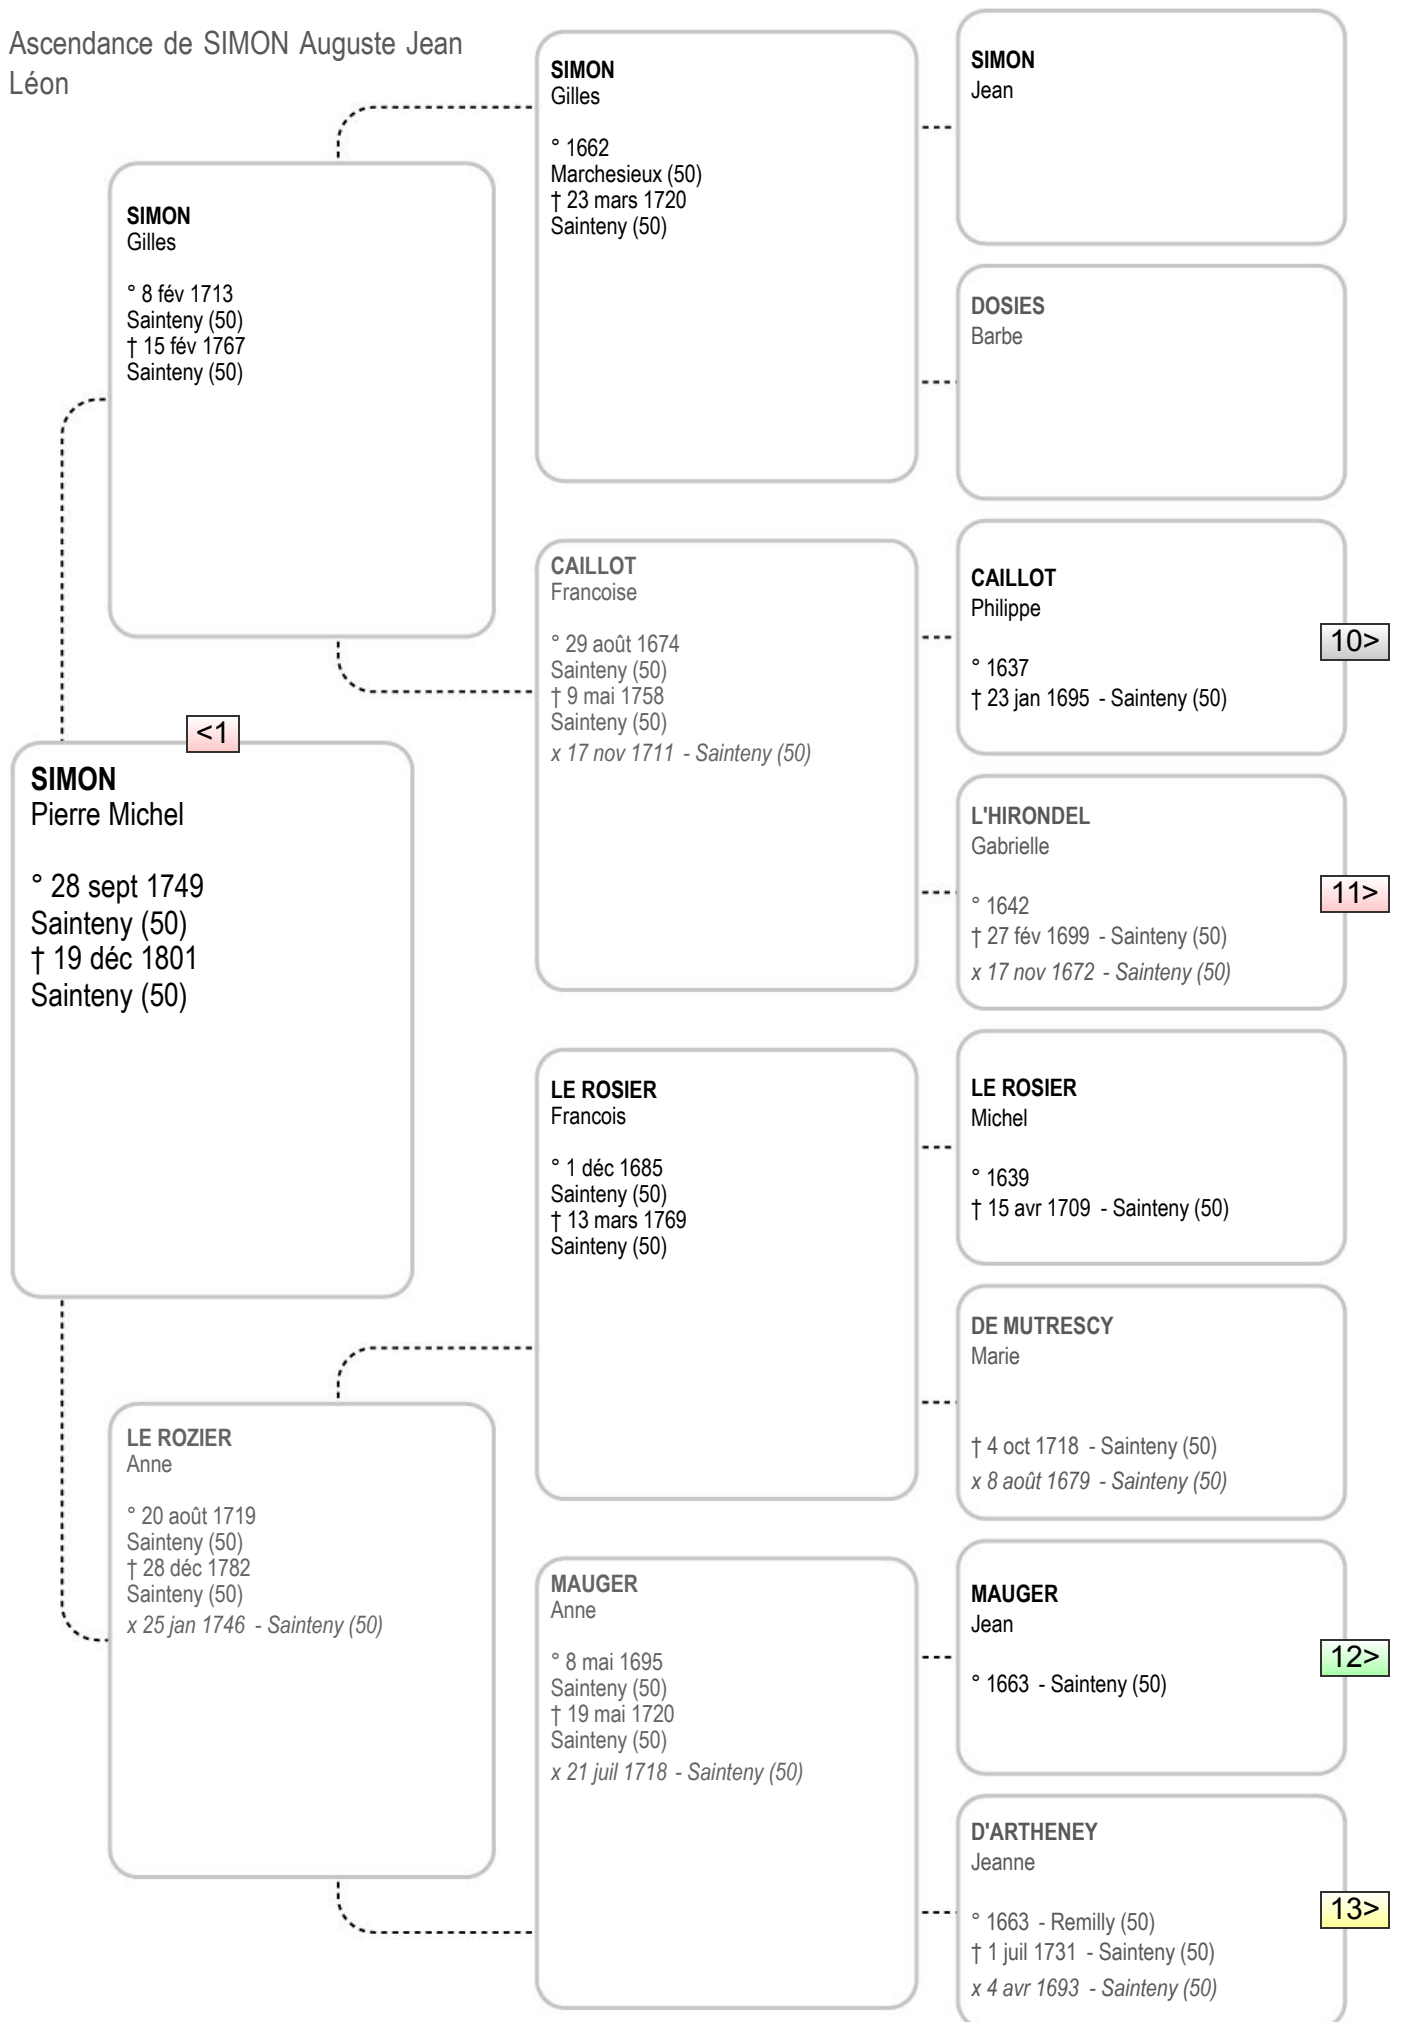 Ascendance de SIMON Auguste Jean
Léon
SIMON
Gilles
° 1662
Marchesieux (50)
† 23 mars 1720
Sainteny (50)
SIMON
Jean
SIMON
Gilles
° 8 fév 1713
Sainteny (50)
† 15 fév 1767
Sainteny (50)
DOSIES
Barbe
CAILLOT
Francoise
° 29 août 1674
Sainteny (50)
† 9 mai 1758
Sainteny (50)
x 17 nov 1711 - Sainteny (50)
CAILLOT
Philippe
° 1637
† 23 jan 1695 - Sainteny (50)
10>
<1
SIMON
Pierre Michel
° 28 sept 1749
Sainteny (50)
† 19 déc 1801
Sainteny (50)
L'HIRONDEL
Gabrielle
° 1642
† 27 fév 1699 - Sainteny (50)
x 17 nov 1672 - Sainteny (50)
11>
LE ROSIER
Francois
° 1 déc 1685
Sainteny (50)
† 13 mars 1769
Sainteny (50)
LE ROSIER
Michel
° 1639
† 15 avr 1709 - Sainteny (50)
DE MUTRESCY
Marie
† 4 oct 1718 - Sainteny (50)
x 8 août 1679 - Sainteny (50)
LE ROZIER
Anne
° 20 août 1719
Sainteny (50)
† 28 déc 1782
Sainteny (50)
x 25 jan 1746 - Sainteny (50)
MAUGER
Anne
° 8 mai 1695
Sainteny (50)
† 19 mai 1720
Sainteny (50)
x 21 juil 1718 - Sainteny (50)
MAUGER
Jean
° 1663 - Sainteny (50)
12>
D'ARTHENEY
Jeanne
° 1663 - Remilly (50)
† 1 juil 1731 - Sainteny (50)
x 4 avr 1693 - Sainteny (50)
13>